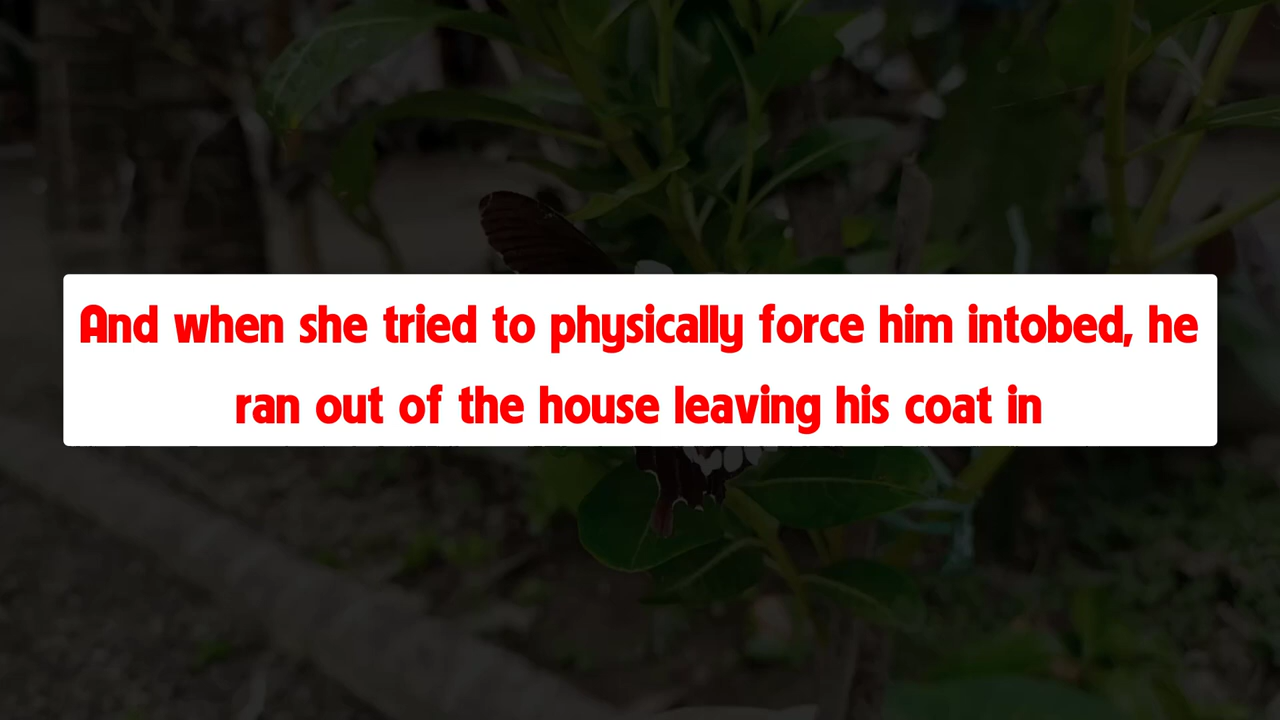 And when she tried to physically force him intobed, he
ran out of the house leaving his coat in